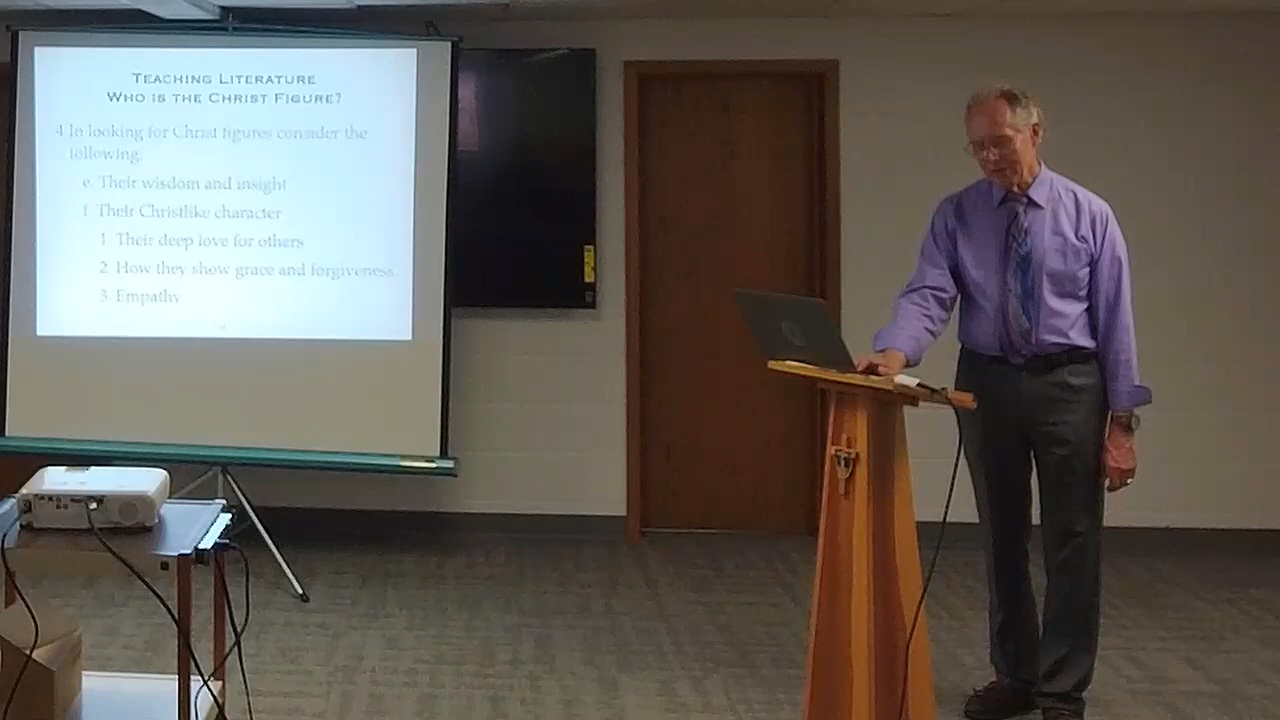 TEACHING LITERATURE
WHO IS THE CHRIST FIGURE?
4. In looking for Christ figures consider the
following:
e. Their wisdom and insight
f. Their Christlike character
1. Their deep love for others
2. How they show grace and forgiveness
3. Empathy